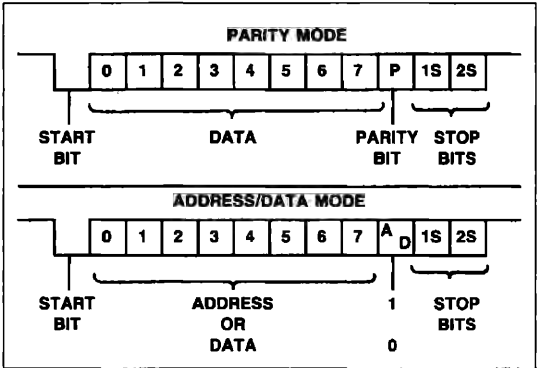 PARITY MODE
0 1 2 3 4 5 6 7 P 1S 2S
START DATA PARITY STOP
BIT BIT BITS
ADDRESS/DATA MODE
0 1 2 3 4 5 6 7 A D 1S 2S
START ADDRESS 1 STOP
BIT OR BITS
DATA 0